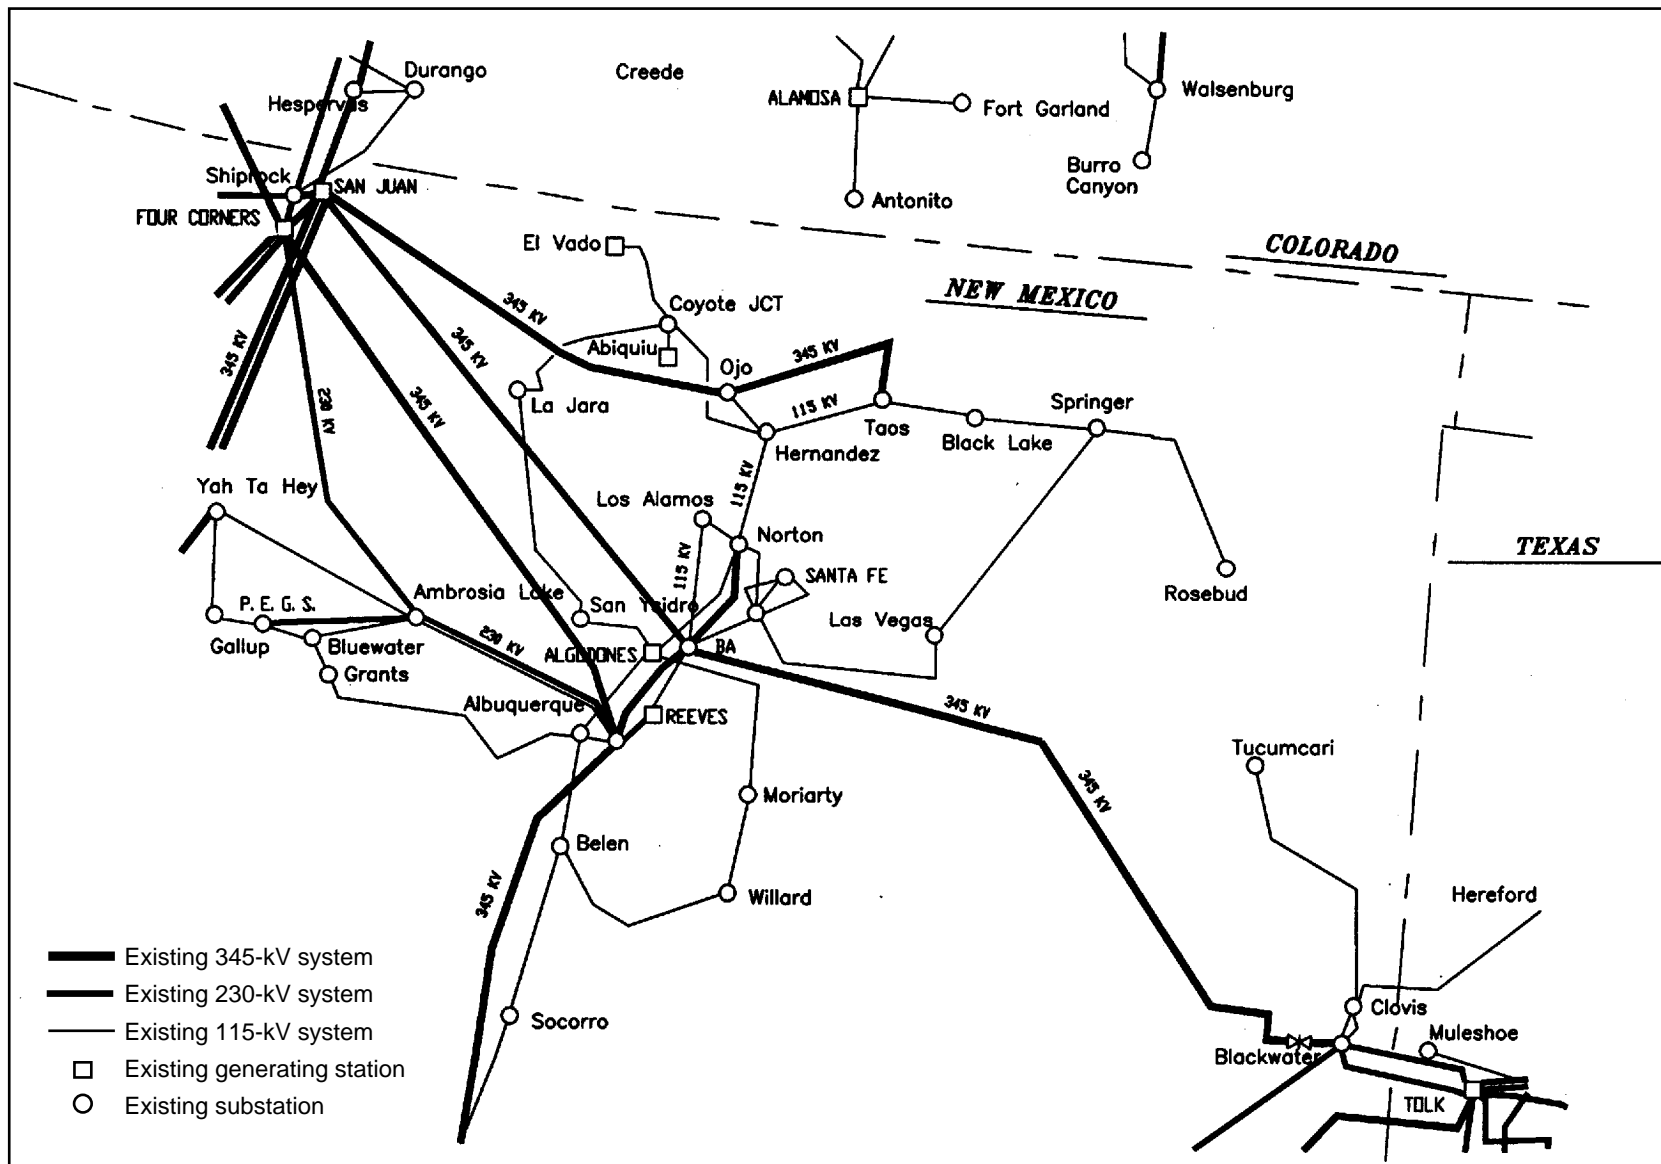 Durango
Creede
Hesperus
ALAMOSA
Fort Garland
Walsenburg
Burro
Canyon
Shiprock
SAN JUAN
Antonito
FOUR CORNERS
El Vado
COLORADO
NEW MEXICO
Coyote JCT
345 KV
345 KV
345 KV
Abiquiu
Ojo
345 KV
345 KV
230 KV
345 KV
La Jara
115 KV
Taos
Black Lake
Springer
Hernandez
Yah Ta Hey
Los Alamos
115 KV
Norton
TEXAS
115 KV
SANTA FE
Rosebud
P. E. G. S.
Ambrosia Lake
San Ysidro
Las Vegas
Gallup
Bluewater
230 KV
ALGODONES
BA
Grants
Albuquerque
REEVES
345 KV
Tucumcari
345 KV
Moriarty
Belen
345 KV
Willard
Hereford
Existing 345-kV system
Existing 230-kV system
Existing 115-kV system
Existing generating station
Existing substation
Socorro
Clovis
Muleshoe
Blackwater
TOLK